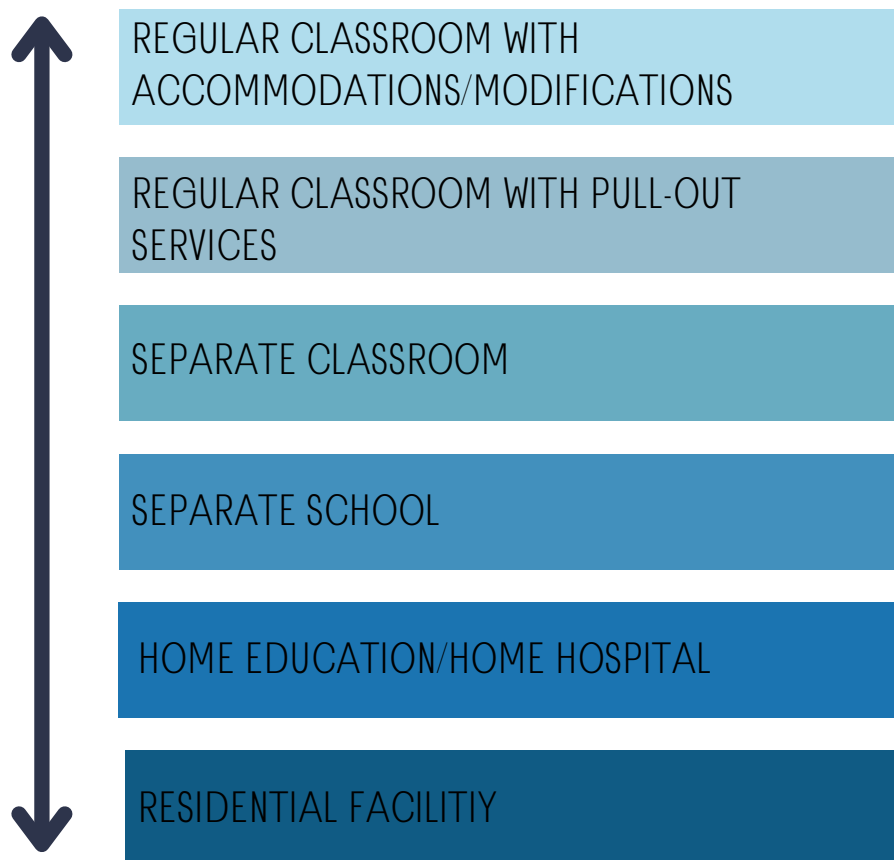 REGULAR CLASSROOM WITH
ACCOMMODATIONS/MODIFICATIONS
REGULAR CLASSROOM WITH PULL-OUT
SERVICES
SEPARATE CLASSROOM
SEPARATE SCHOOL
HOME EDUCATION/HOME HOSPITAL
RESIDENTIAL FACILITIY